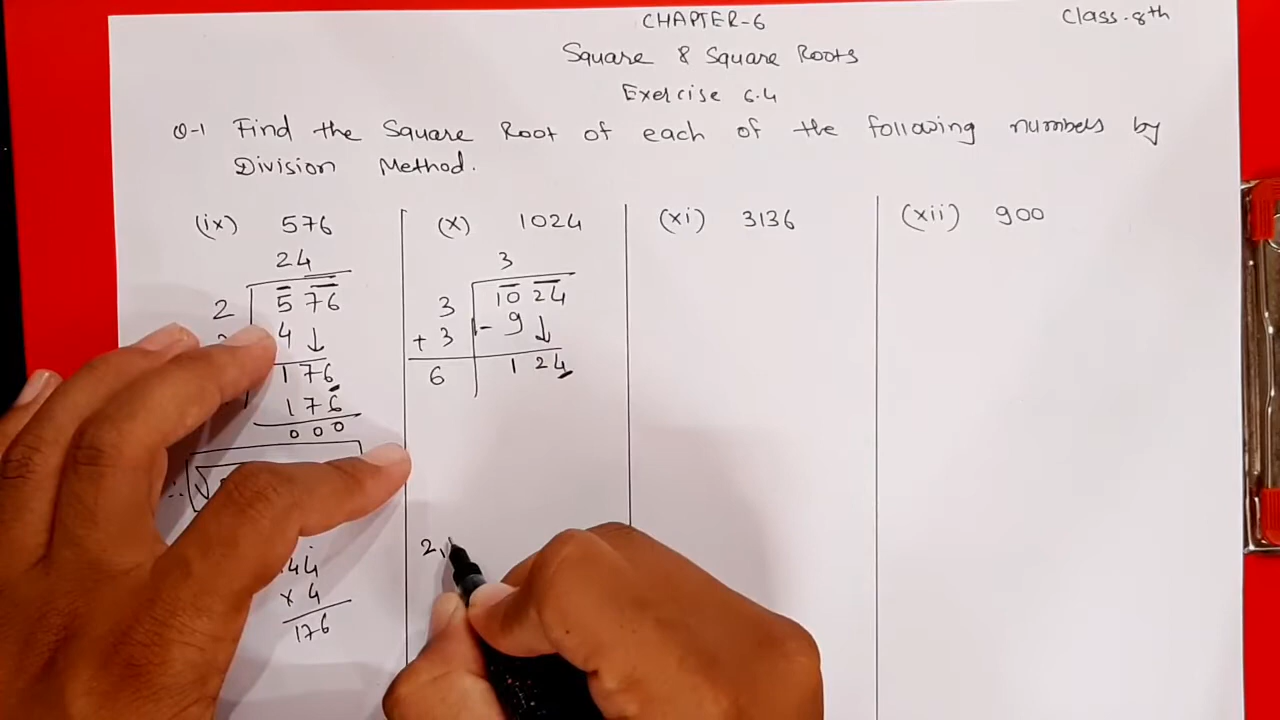 CHAPTER-6
Class-8th
Square & Square Roots
Exercise 6.4
Q-1 Find the Square Root of each of the following numbers by
Division Method.
(ix) 576
24
2 5 76
4 ↓
176
176
000
∴ √
44
x 4
176
(x) 1024
3
3 10 24
+ 3 - 9 ↓
6 124
2,
(xi) 3136
(xii) 900